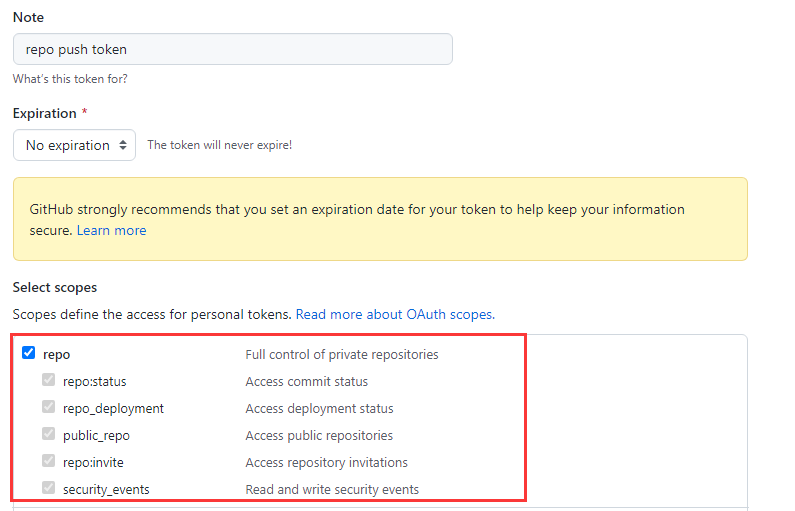 Note
repo push token
What's this token for?
Expiration *
No expiration The token will never expire!
GitHub strongly recommends that you set an expiration date for your token to help keep your information
secure. Learn more
Select scopes
Scopes define the access for personal tokens. Read more about OAuth scopes.
repo Full control of private repositories
repo:status Access commit status
repo_deployment Access deployment status
public_repo Access public repositories
repo:invite Access repository invitations
security_events Read and write security events